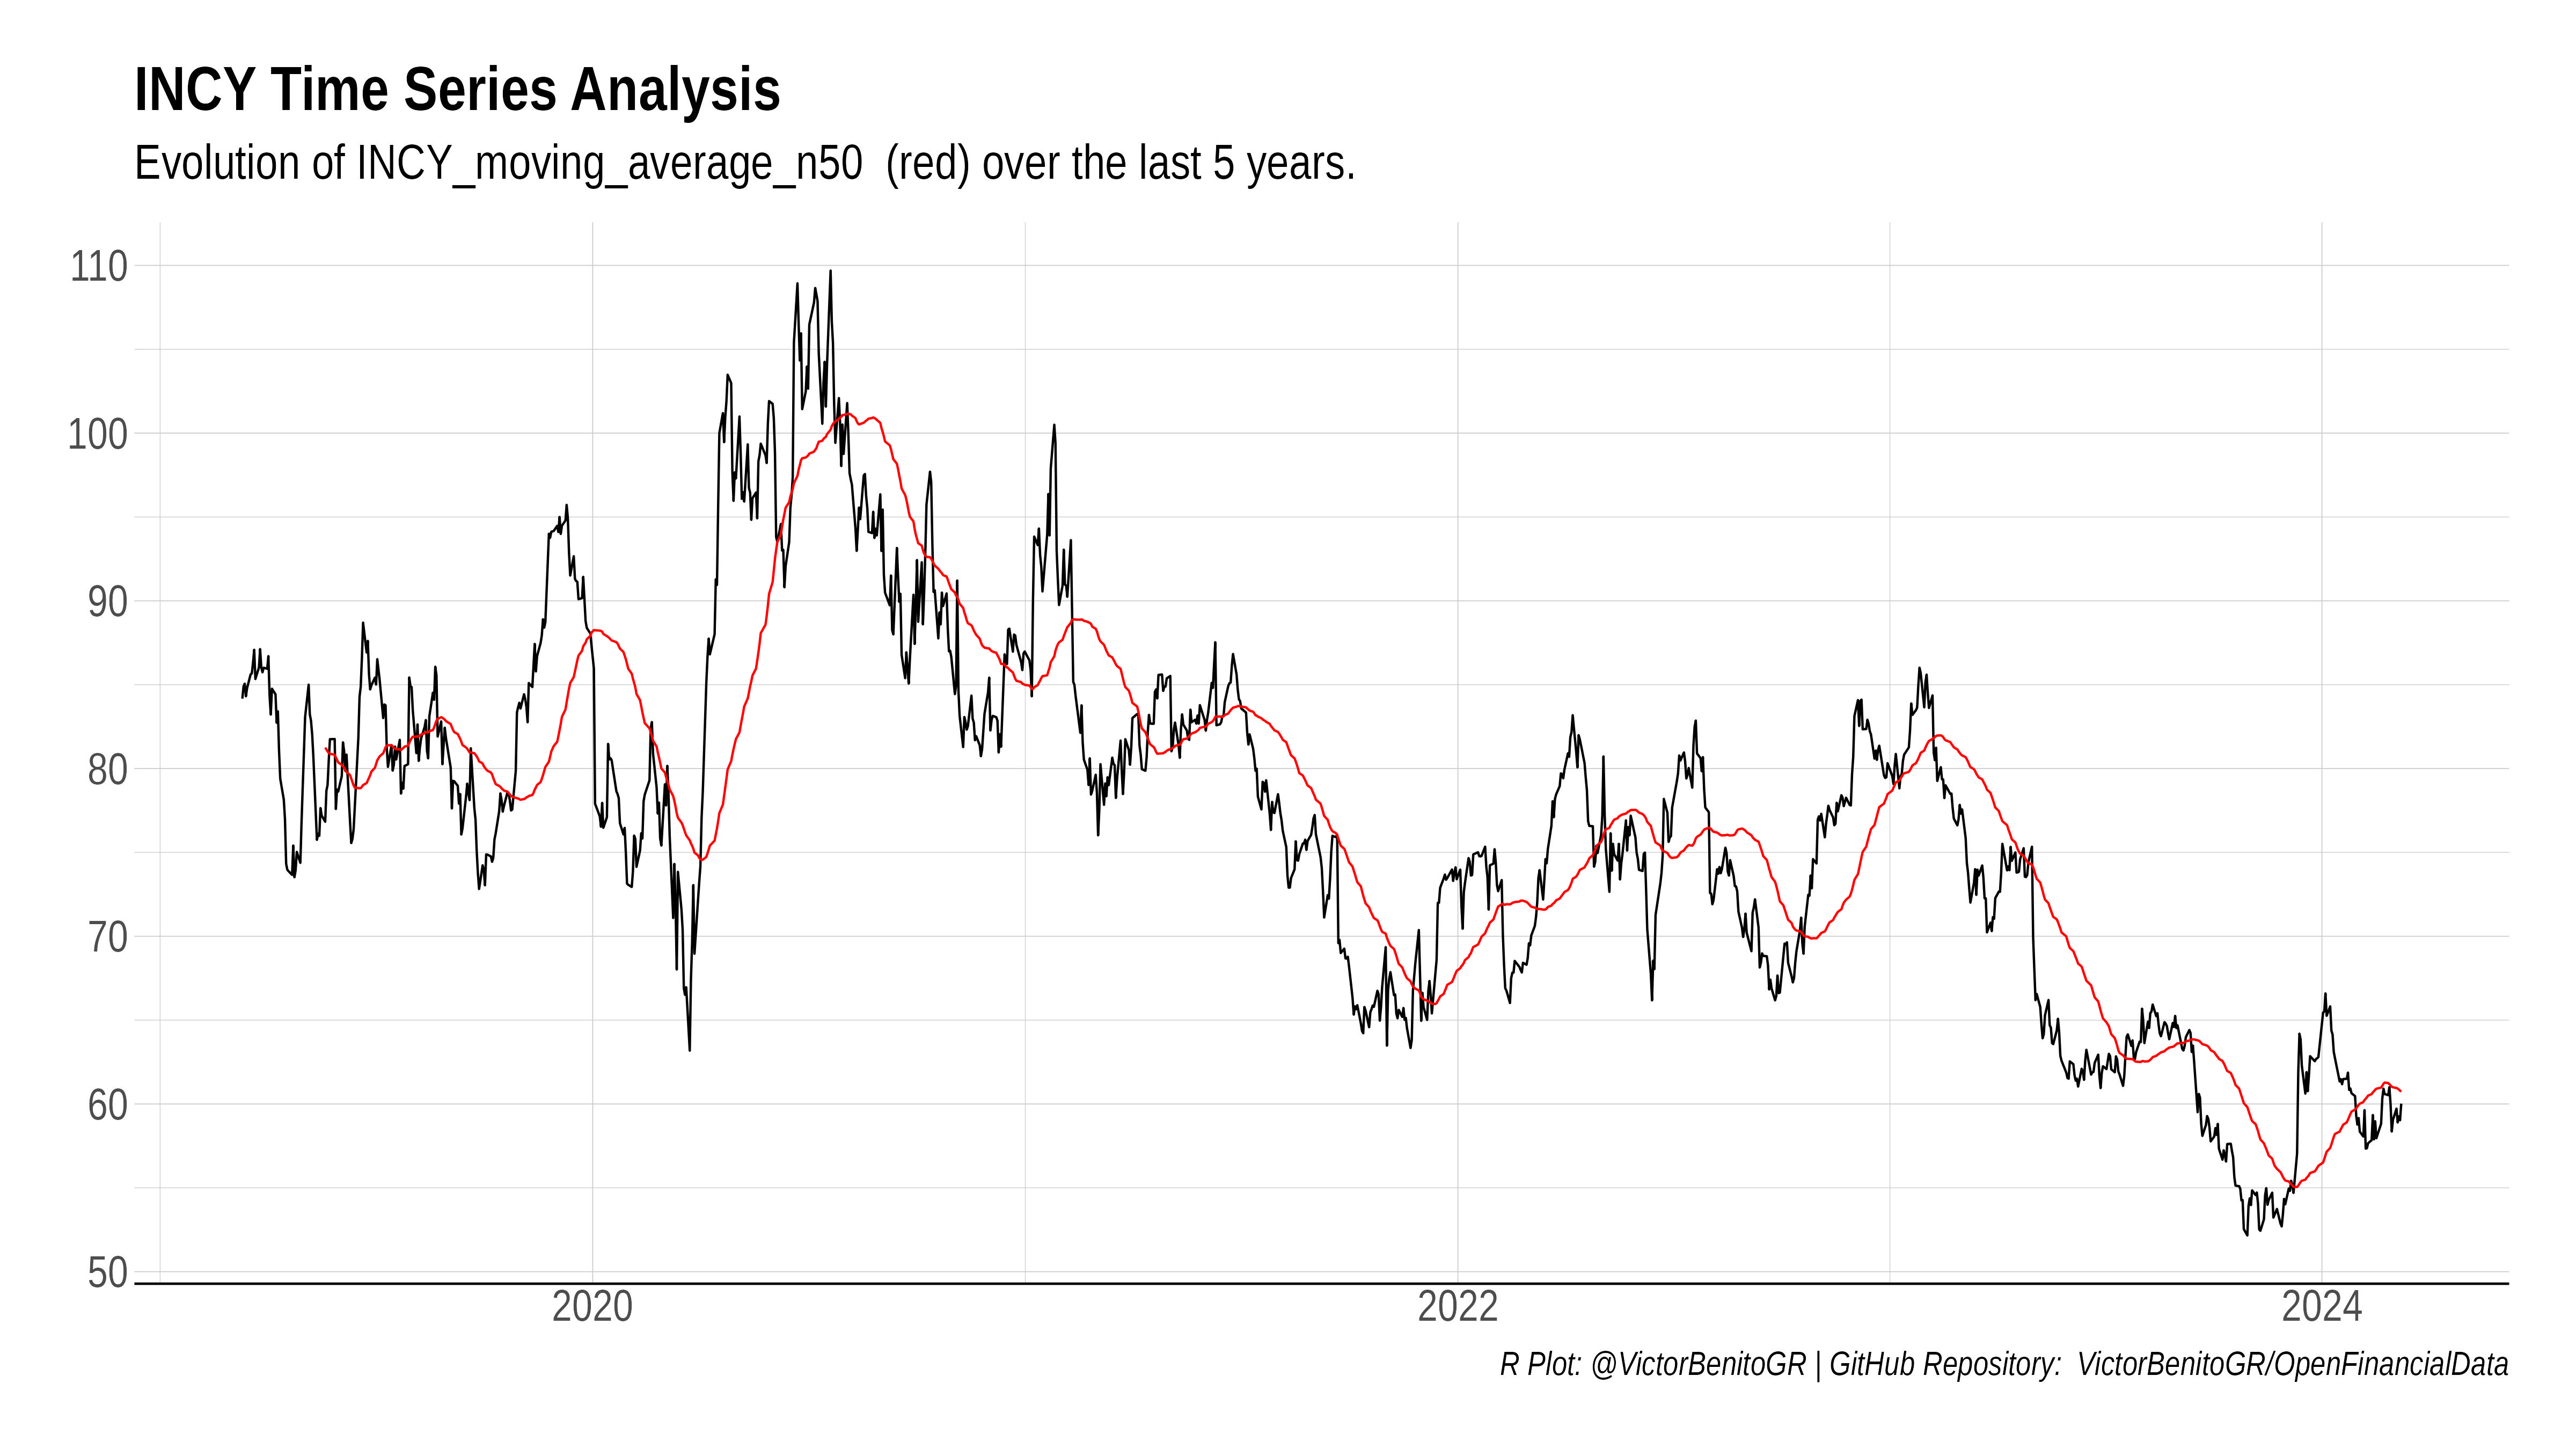 INCY Time Series Analysis
Evolution of INCY_moving_average_n50  (red) over the last 5 years.
110
100
90
80
70
60
50
2020 2022 2024
R Plot: @VictorBenitoGR | GitHub Repository:  VictorBenitoGR/OpenFinancialData